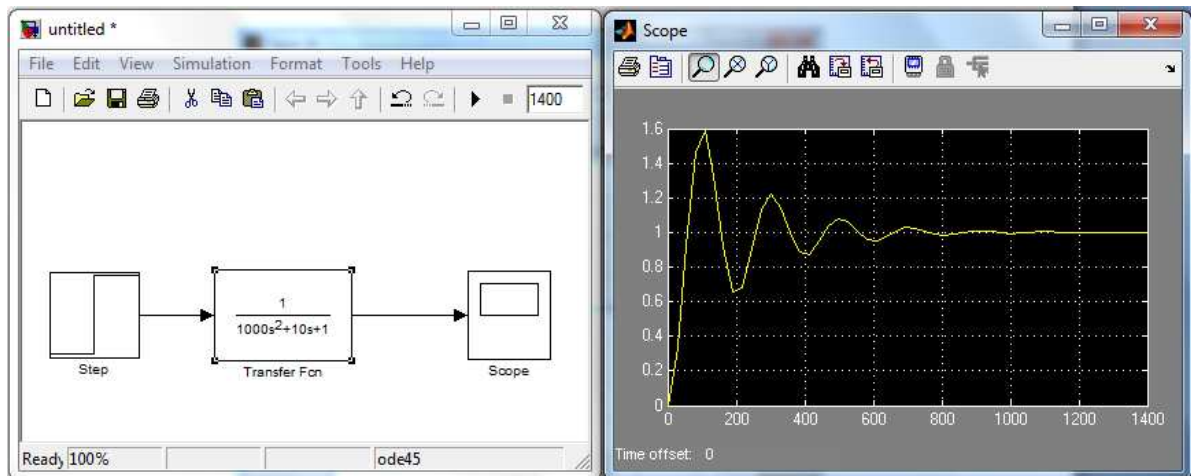 untitled *
File Edit View Simulation Format Tools Help
1400
1
1000s²+10s+1
Step
Transfer Fcn
Scope
Ready 100% ode45
Scope
1.6
1.4
1.2
1
0.8
0.6
0.4
0.2
0
0 200 400 600 800 1000 1200 1400
Time offset: 0